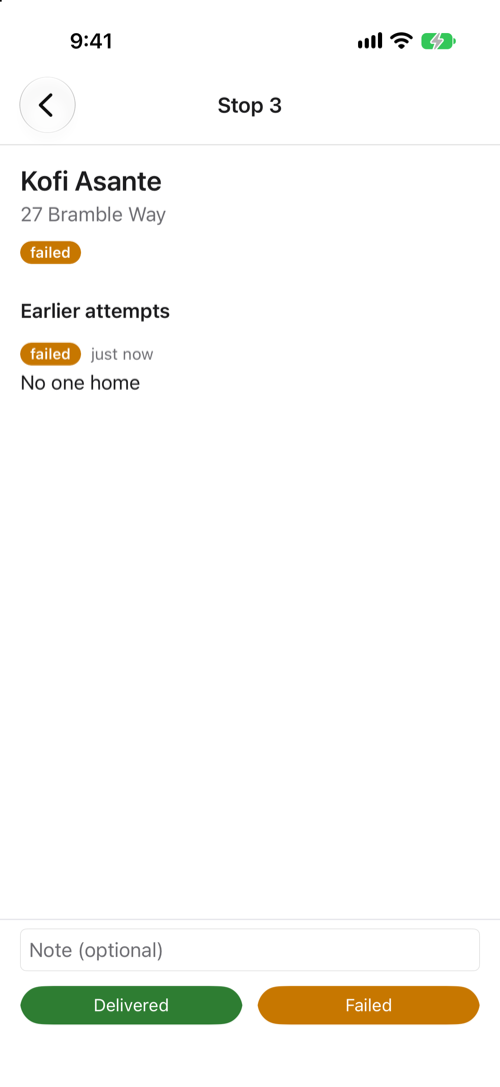 9:41
Stop 3
Kofi Asante
27 Bramble Way
failed
Earlier attempts
failed just now
No one home
Note (optional)
Delivered Failed